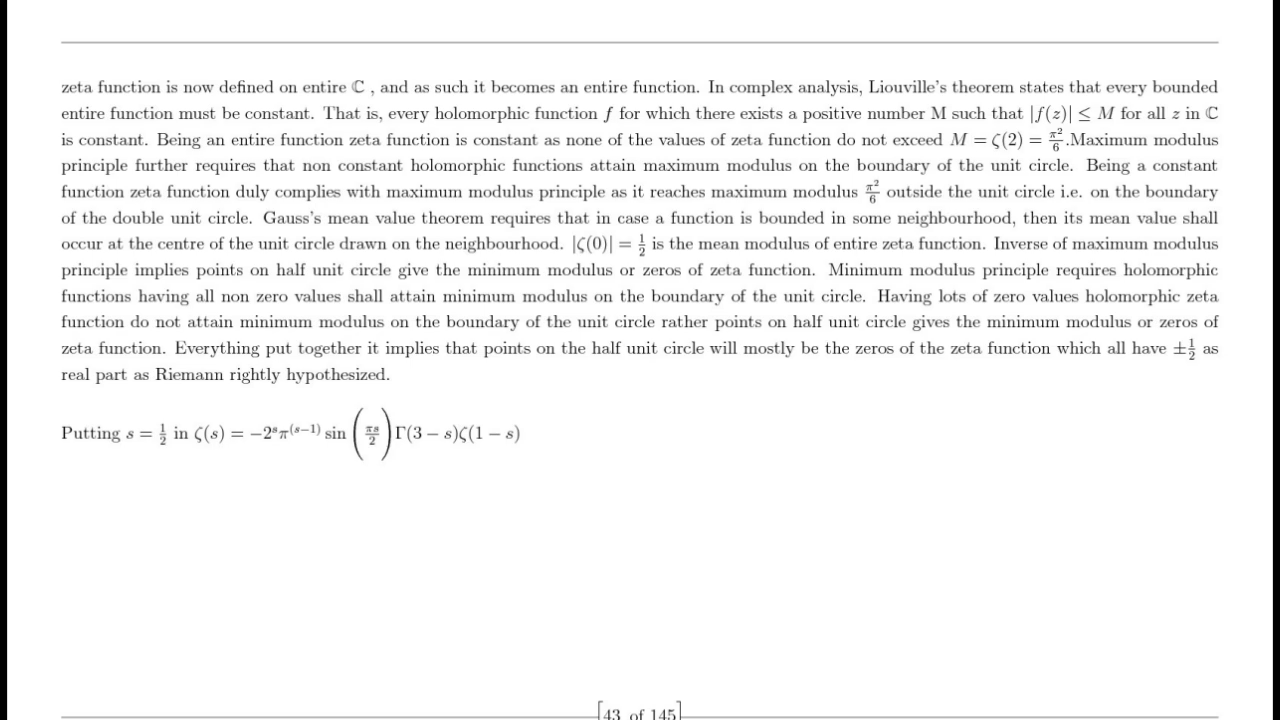 zeta function is now defined on entire ℂ , and as such it becomes an entire function. In complex analysis, Liouville's theorem states that every bounded
entire function must be constant. That is, every holomorphic function f for which there exists a positive number M such that |f(z)| ≤ M for all z in ℂ
is constant. Being an entire function zeta function is constant as none of the values of zeta function do not exceed M = ζ(2) = π²/6.Maximum modulus
principle further requires that non constant holomorphic functions attain maximum modulus on the boundary of the unit circle. Being a constant
function zeta function duly complies with maximum modulus principle as it reaches maximum modulus π²/6 outside the unit circle i.e. on the boundary
of the double unit circle. Gauss's mean value theorem requires that in case a function is bounded in some neighbourhood, then its mean value shall
occur at the centre of the unit circle drawn on the neighbourhood. |ζ(0)| = 1/2 is the mean modulus of entire zeta function. Inverse of maximum modulus
principle implies points on half unit circle give the minimum modulus or zeros of zeta function. Minimum modulus principle requires holomorphic
functions having all non zero values shall attain minimum modulus on the boundary of the unit circle. Having lots of zero values holomorphic zeta
function do not attain minimum modulus on the boundary of the unit circle rather points on half unit circle gives the minimum modulus or zeros of
zeta function. Everything put together it implies that points on the half unit circle will mostly be the zeros of the zeta function which all have ±1/2 as
real part as Riemann rightly hypothesized.
Putting s = 1/2 in ζ(s) = −2ˢπ⁽ˢ⁻¹⁾ sin(πs/2)Γ(3 − s)ζ(1 − s)
[43 of 145]